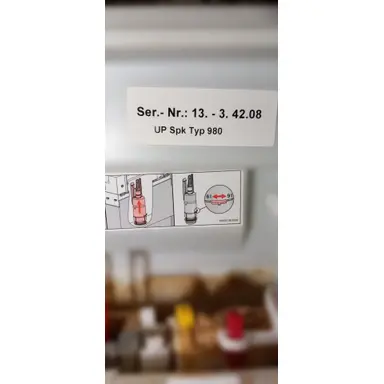 Ser.- Nr.: 13. - 3. 42.08
UP Spk Typ 980